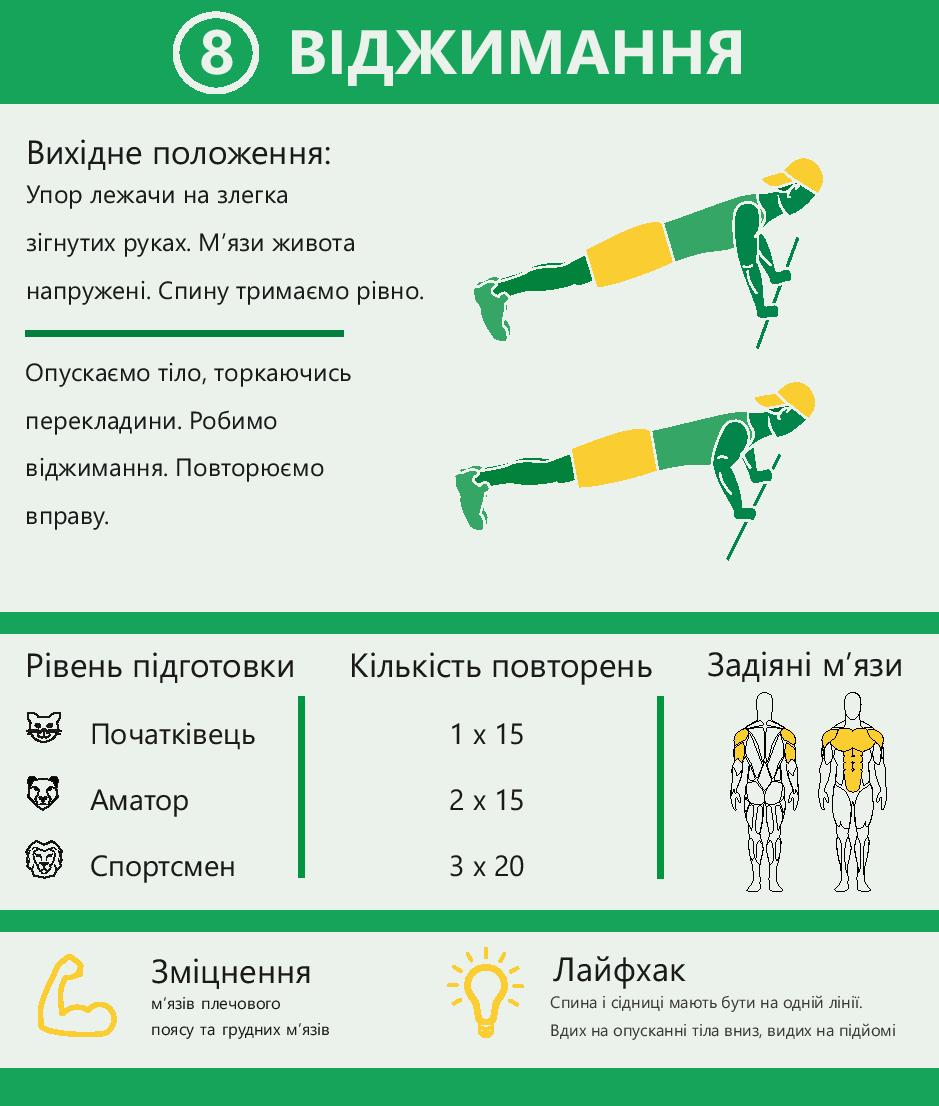 8 ВІДЖИМАННЯ
Вихідне положення:
Упор лежачи на злегка
зігнутих руках. М’язи живота
напружені. Спину тримаємо рівно.
Опускаємо тіло, торкаючись
перекладини. Робимо
віджимання. Повторюємо
вправу.
Рівень підготовки
Кількість повторень
Задіяні м’язи
Початківець 1 x 15
Аматор 2 x 15
Спортсмен 3 x 20
Зміцнення
м’язів плечового
поясу та грудних м’язів
Лайфхак
Спина і сідниці мають бути на одній лінії.
Вдих на опусканні тіла вниз, видих на підйомі